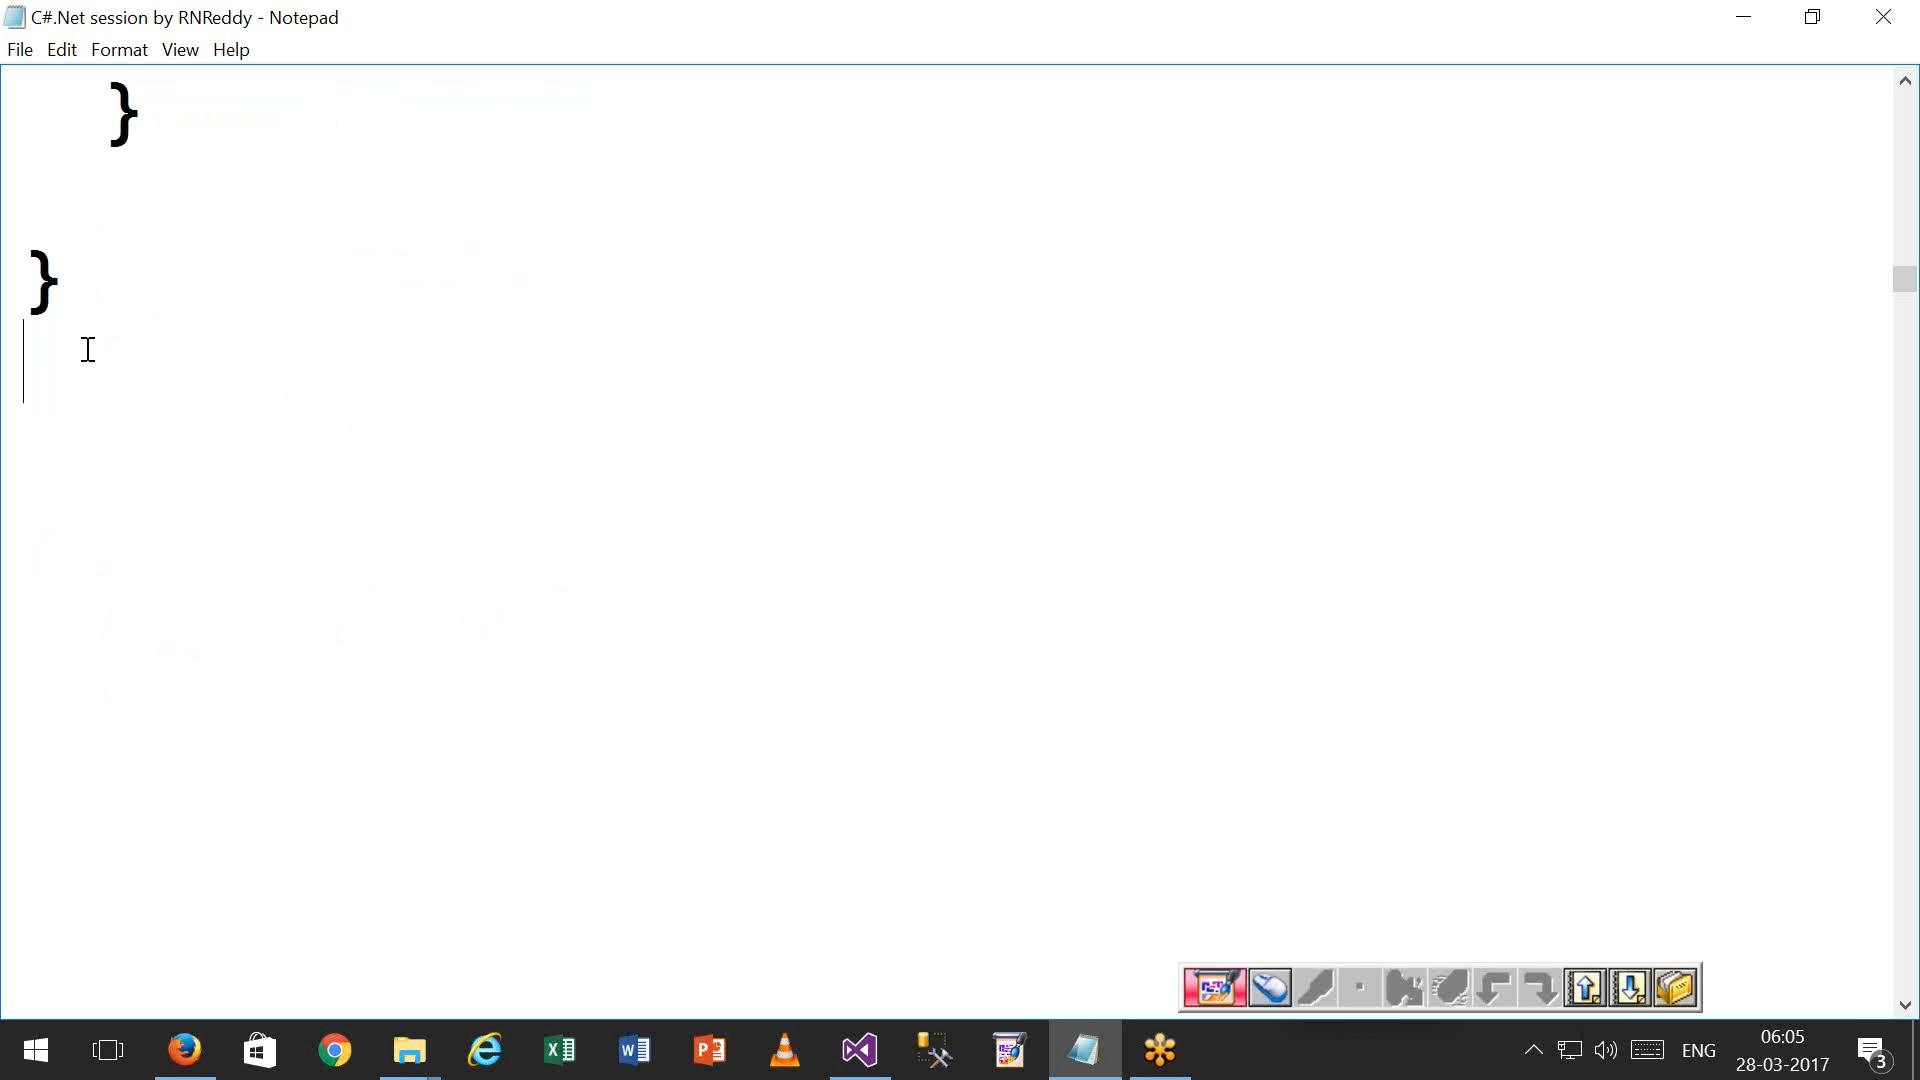 C#.Net session by RNReddy - Notepad
File Edit Format View Help
}
}
ENG
06:05
28-03-2017
3